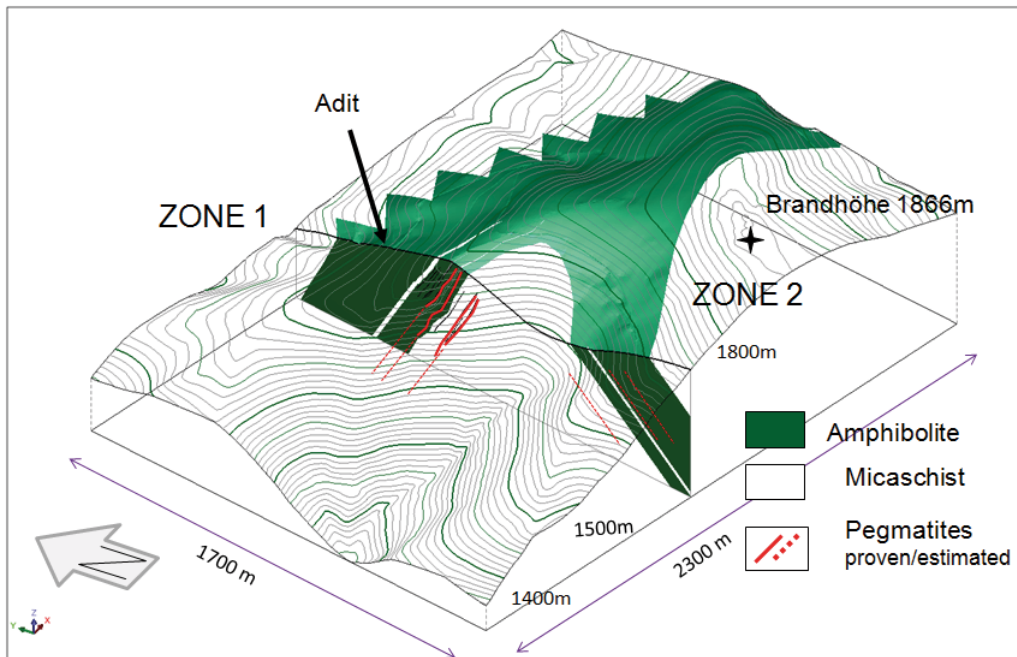 Adit
ZONE 1
Brandhöhe 1866m
ZONE 2
1800m
Amphibolite
Micaschist
Pegmatites
proven/estimated
1500m
2300 m
1700 m
1400m
N
Z
Y
X